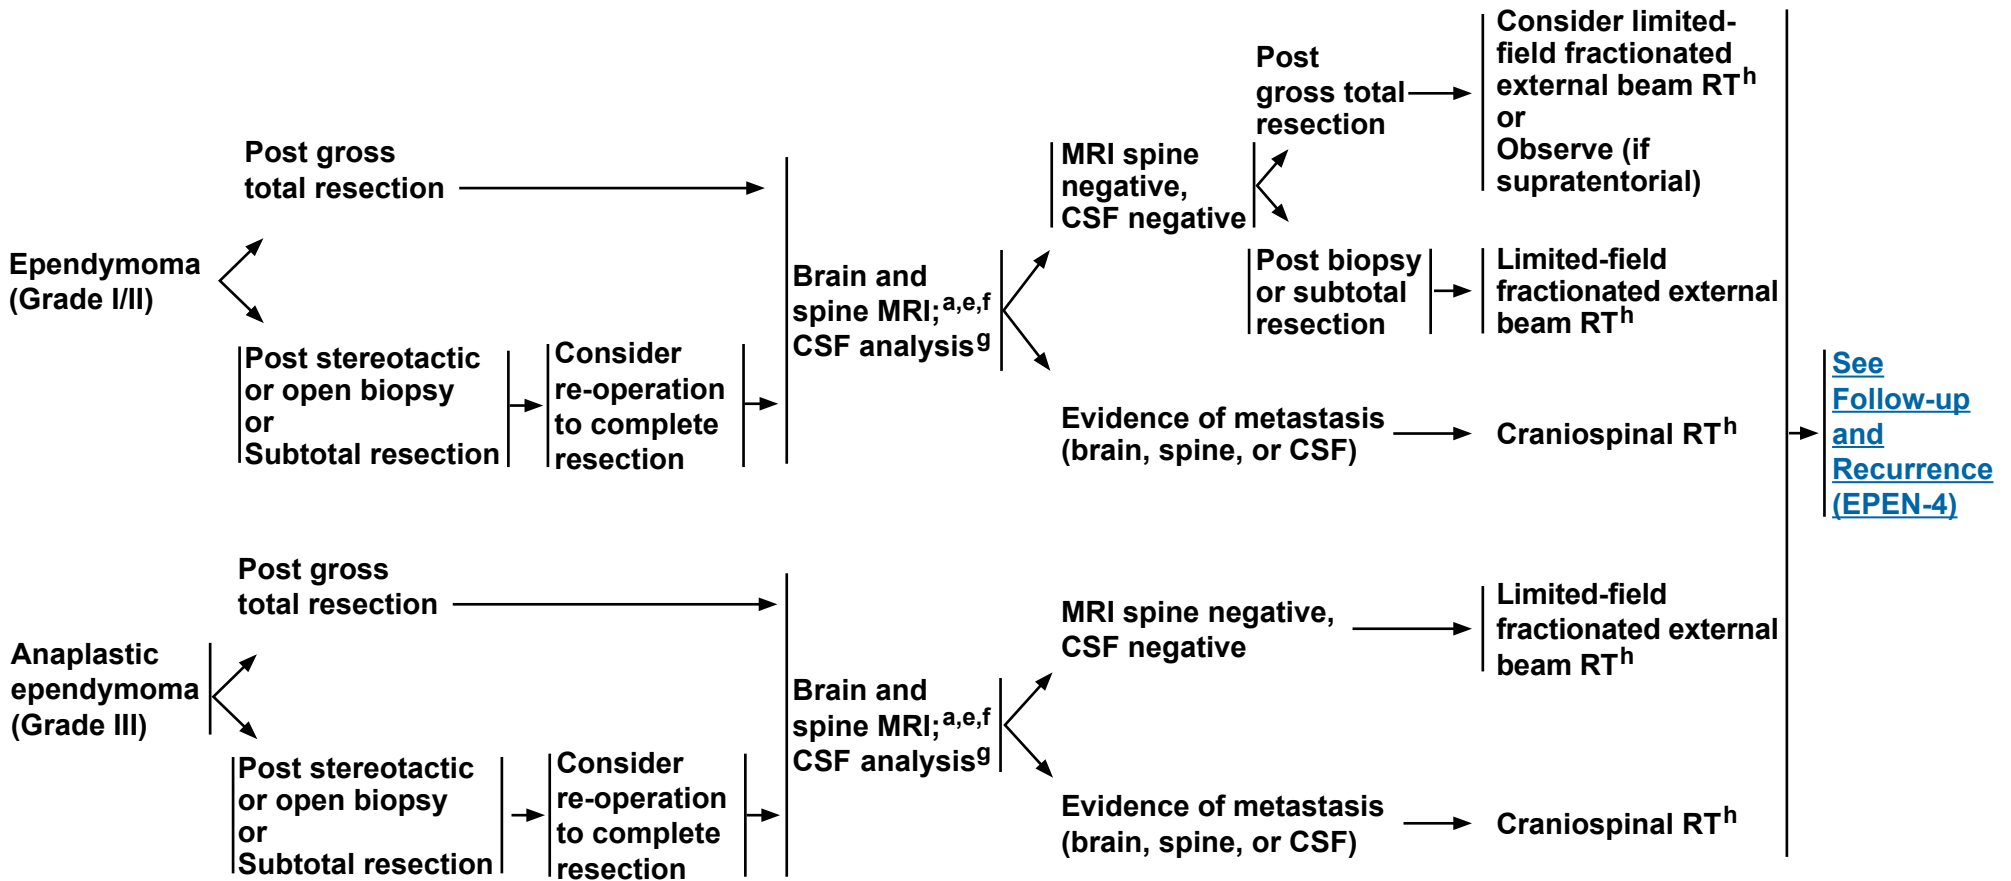 Ependymoma
(Grade I/II)
Post gross
total resection
Post stereotactic
or open biopsy
or
Subtotal resection
Consider
re-operation
to complete
resection
Brain and
spine MRI;a,e,f
CSF analysisg
MRI spine
negative,
CSF negative
Post
gross total
resection
Consider limited-
field fractionated
external beam RTh
or
Observe (if
supratentorial)
Post biopsy
or subtotal
resection
Limited-field
fractionated external
beam RTh
Evidence of metastasis
(brain, spine, or CSF)
Craniospinal RTh
Anaplastic
ependymoma
(Grade III)
Post gross
total resection
Post stereotactic
or open biopsy
or
Subtotal resection
Consider
re-operation
to complete
resection
Brain and
spine MRI;a,e,f
CSF analysisg
MRI spine negative,
CSF negative
Limited-field
fractionated external
beam RTh
Evidence of metastasis
(brain, spine, or CSF)
Craniospinal RTh
See
Follow-up
and
Recurrence
(EPEN-4)